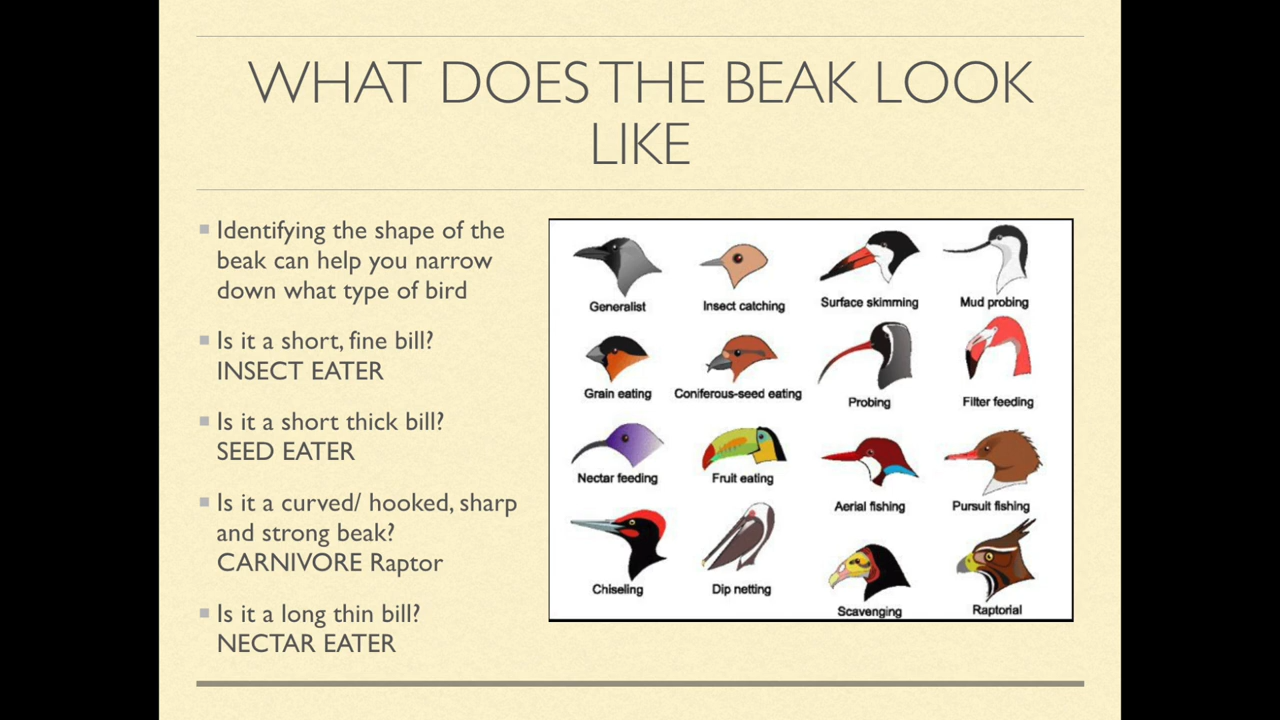 WHAT DOES THE BEAK LOOK
LIKE
Identifying the shape of the
beak can help you narrow
down what type of bird
Is it a short, fine bill?
INSECT EATER
Is it a short thick bill?
SEED EATER
Is it a curved/ hooked, sharp
and strong beak?
CARNIVORE Raptor
Is it a long thin bill?
NECTAR EATER
Generalist
Insect catching
Surface skimming
Mud probing
Grain eating
Coniferous-seed eating
Probing
Filter feeding
Nectar feeding
Fruit eating
Aerial fishing
Pursuit fishing
Chiseling
Dip netting
Scavenging
Raptorial